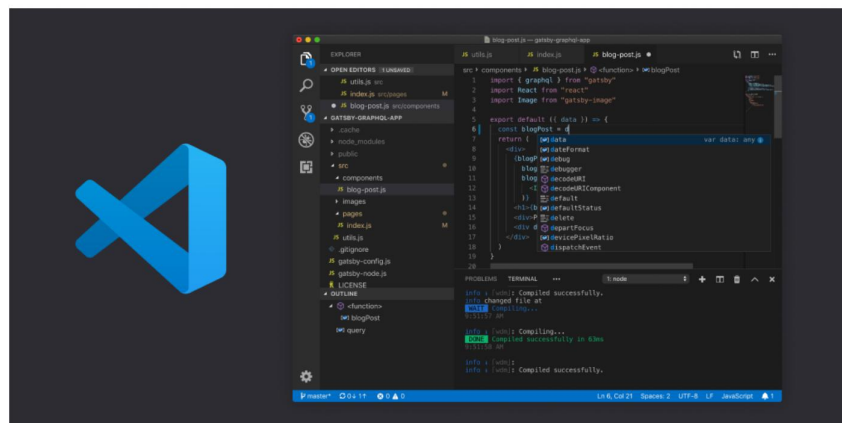 blog-post.js — gatsby-graphql-app
EXPLORER
OPEN EDITORS 1 UNSAVED
JS utils.js src
JS index.js src/pages M
JS blog-post.js src/components
GATSBY-GRAPHQL-APP
.cache
node_modules
public
src
components
JS blog-post.js
images
pages
JS index.js M
JS utils.js
.gitignore
JS gatsby-config.js
JS gatsby-node.js
LICENSE
OUTLINE
<function>
blogPost
query
JS utils.js JS index.js JS blog-post.js
src components JS blog-post.js <function> blogPost
1 import { graphql } from "gatsby"
2 import React from "react"
3 import Image from "gatsby-image"
4
5 export default ({ data }) => {
6 const blogPost = d
7 return ( data var data: any
8 <div> dateFormat
9 {blogP debug
10 blog debugger
11 blog decodeURI
12 <I decodeURIComponent
13 )} default
14 <h1>{b defaultStatus
15 <div>P delete
16 <div d departFocus
17 </div> devicePixelRatio
18 ) dispatchEvent
19 }
20
PROBLEMS TERMINAL ••• 1: node
info : [wdm]: Compiled successfully.
info changed file at
WAIT Compiling...
info : [wdm]: Compiling...
DONE Compiled successfully in 63ms
info : [wdm]:
info : [wdm]: Compiled successfully.
master* 0↓ 1↑ 0 0 Ln 6, Col 21 Spaces: 2 UTF-8 LF JavaScript 1